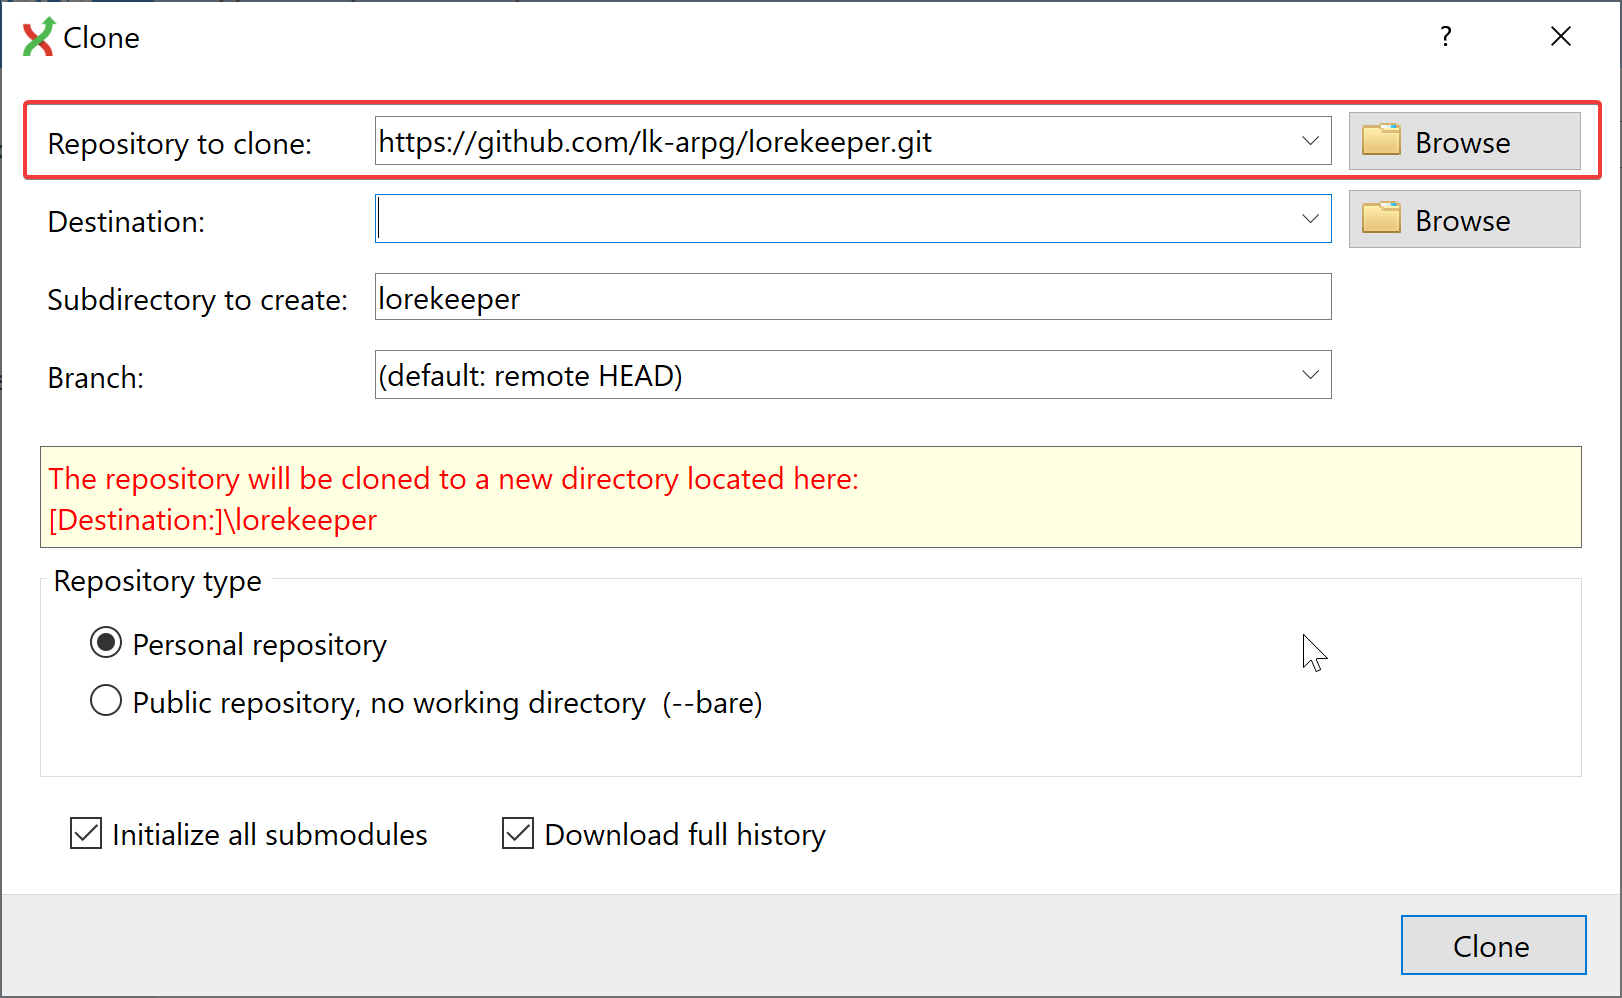 Clone
?
Repository to clone: https://github.com/lk-arpg/lorekeeper.git Browse
Destination: Browse
Subdirectory to create: lorekeeper
Branch: (default: remote HEAD)
The repository will be cloned to a new directory located here:
[Destination:]\lorekeeper
Repository type
Personal repository
Public repository, no working directory (--bare)
Initialize all submodules Download full history
Clone